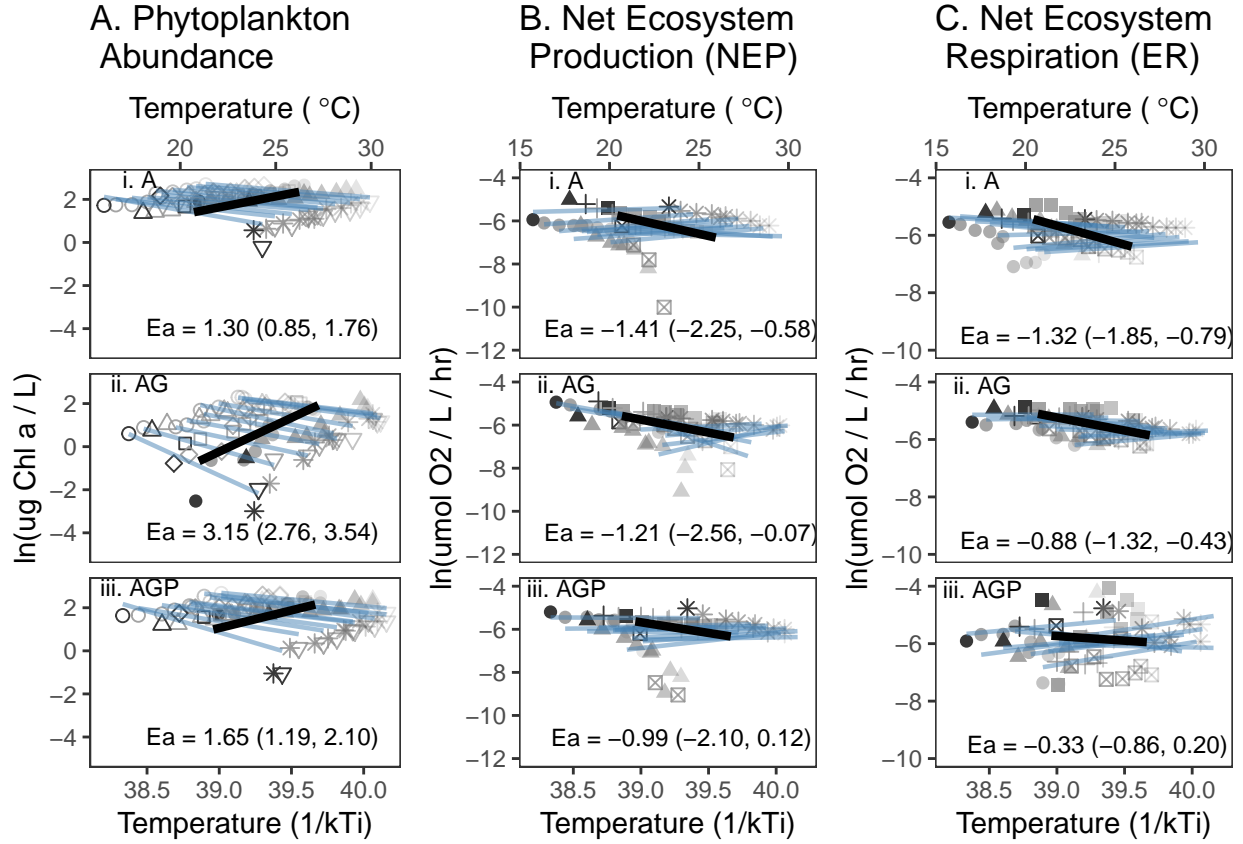 A. Phytoplankton
Abundance
B. Net Ecosystem
Production (NEP)
C. Net Ecosystem
Respiration (ER)
Temperature ( °C)
Temperature ( °C)
Temperature ( °C)
20 25 30
15 20 25 30
15 20 25 30
ln(ug Chl a / L)
i. A
2
0
−2
−4
Ea = 1.30 (0.85, 1.76)
ii. AG
2
0
−2
−4
Ea = 3.15 (2.76, 3.54)
iii. AGP
2
0
−2
−4
Ea = 1.65 (1.19, 2.10)
38.5 39.0 39.5 40.0
Temperature (1/kTi)
ln(umol O2 / L / hr)
i. A
−4
−6
−8
−10
−12
Ea = −1.41 (−2.25, −0.58)
ii. AG
−4
−6
−8
−10
−12
Ea = −1.21 (−2.56, −0.07)
iii. AGP
−4
−6
−8
−10
−12
Ea = −0.99 (−2.10, 0.12)
38.5 39.0 39.5 40.0
Temperature (1/kTi)
ln(umol O2 / L / hr)
i. A
−4
−6
−8
−10
Ea = −1.32 (−1.85, −0.79)
ii. AG
−4
−6
−8
−10
Ea = −0.88 (−1.32, −0.43)
iii. AGP
−4
−6
−8
−10
Ea = −0.33 (−0.86, 0.20)
38.5 39.0 39.5 40.0
Temperature (1/kTi)